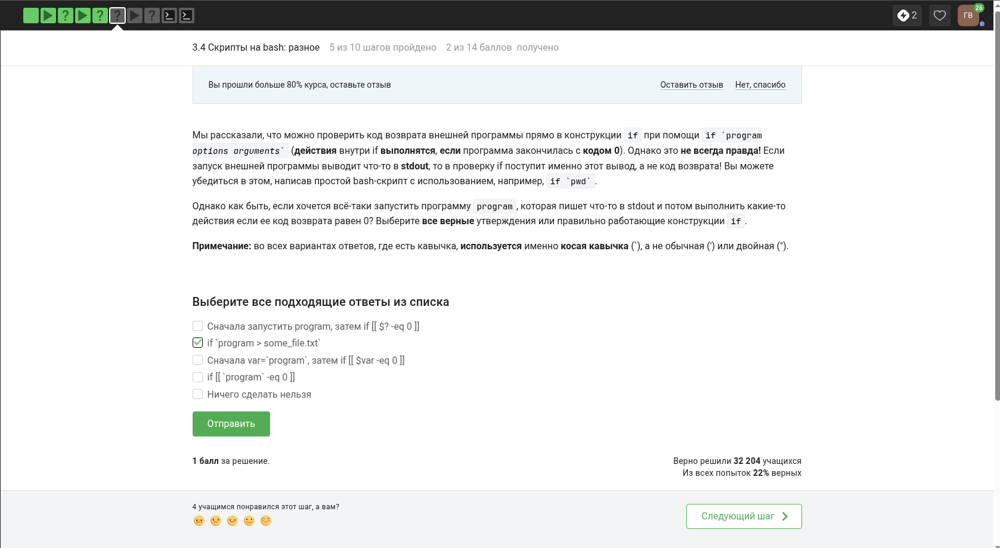 2
ГВ
26
3.4 Скрипты на bash: разное 5 из 10 шагов пройдено 2 из 14 баллов получено
Вы прошли больше 80% курса, оставьте отзыв Оставить отзыв Нет, спасибо
Мы рассказали, что можно проверить код возврата внешней программы прямо в конструкции if при помощи if `program
options arguments` (действия внутри if выполнятся, если программа закончилась с кодом 0). Однако это не всегда правда! Если
запуск внешней программы выводит что-то в stdout, то в проверку if поступит именно этот вывод, а не код возврата! Вы можете
убедиться в этом, написав простой bash-скрипт с использованием, например, if `pwd`.
Однако как быть, если хочется всё-таки запустить программу program, которая пишет что-то в stdout и потом выполнить какие-то
действия если ее код возврата равен 0? Выберите все верные утверждения или правильно работающие конструкции if.
Примечание: во всех вариантах ответов, где есть кавычка, используется именно косая кавычка (`), а не обычная (') или двойная (").
Выберите все подходящие ответы из списка
Сначала запустить program, затем if [[ $? -eq 0 ]]
if `program > some_file.txt`
Сначала var=`program`, затем if [[ $var -eq 0 ]]
if [[ `program` -eq 0 ]]
Ничего сделать нельзя
Отправить
1 балл за решение.
Верно решили 32 204 учащихся
Из всех попыток 22% верных
4 учащимся понравился этот шаг, а вам?
Следующий шаг